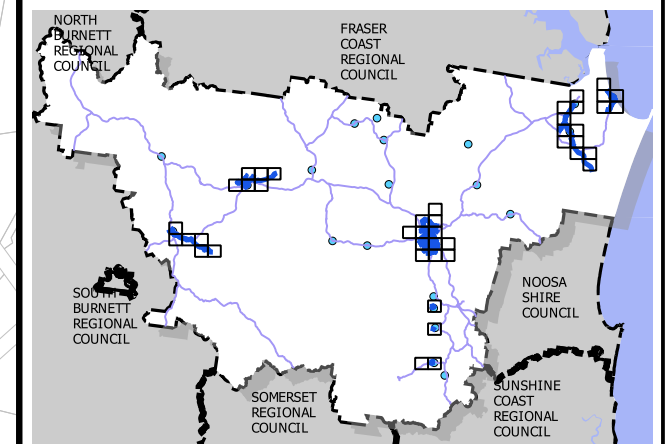 NORTH
BURNETT
REGIONAL
COUNCIL
FRASER
COAST
REGIONAL
COUNCIL
NOOSA
SHIRE
COUNCIL
SOUTH
BURNETT
REGIONAL
COUNCIL
SOMERSET
REGIONAL
COUNCIL
SUNSHINE
COAST
REGIONAL
COUNCIL